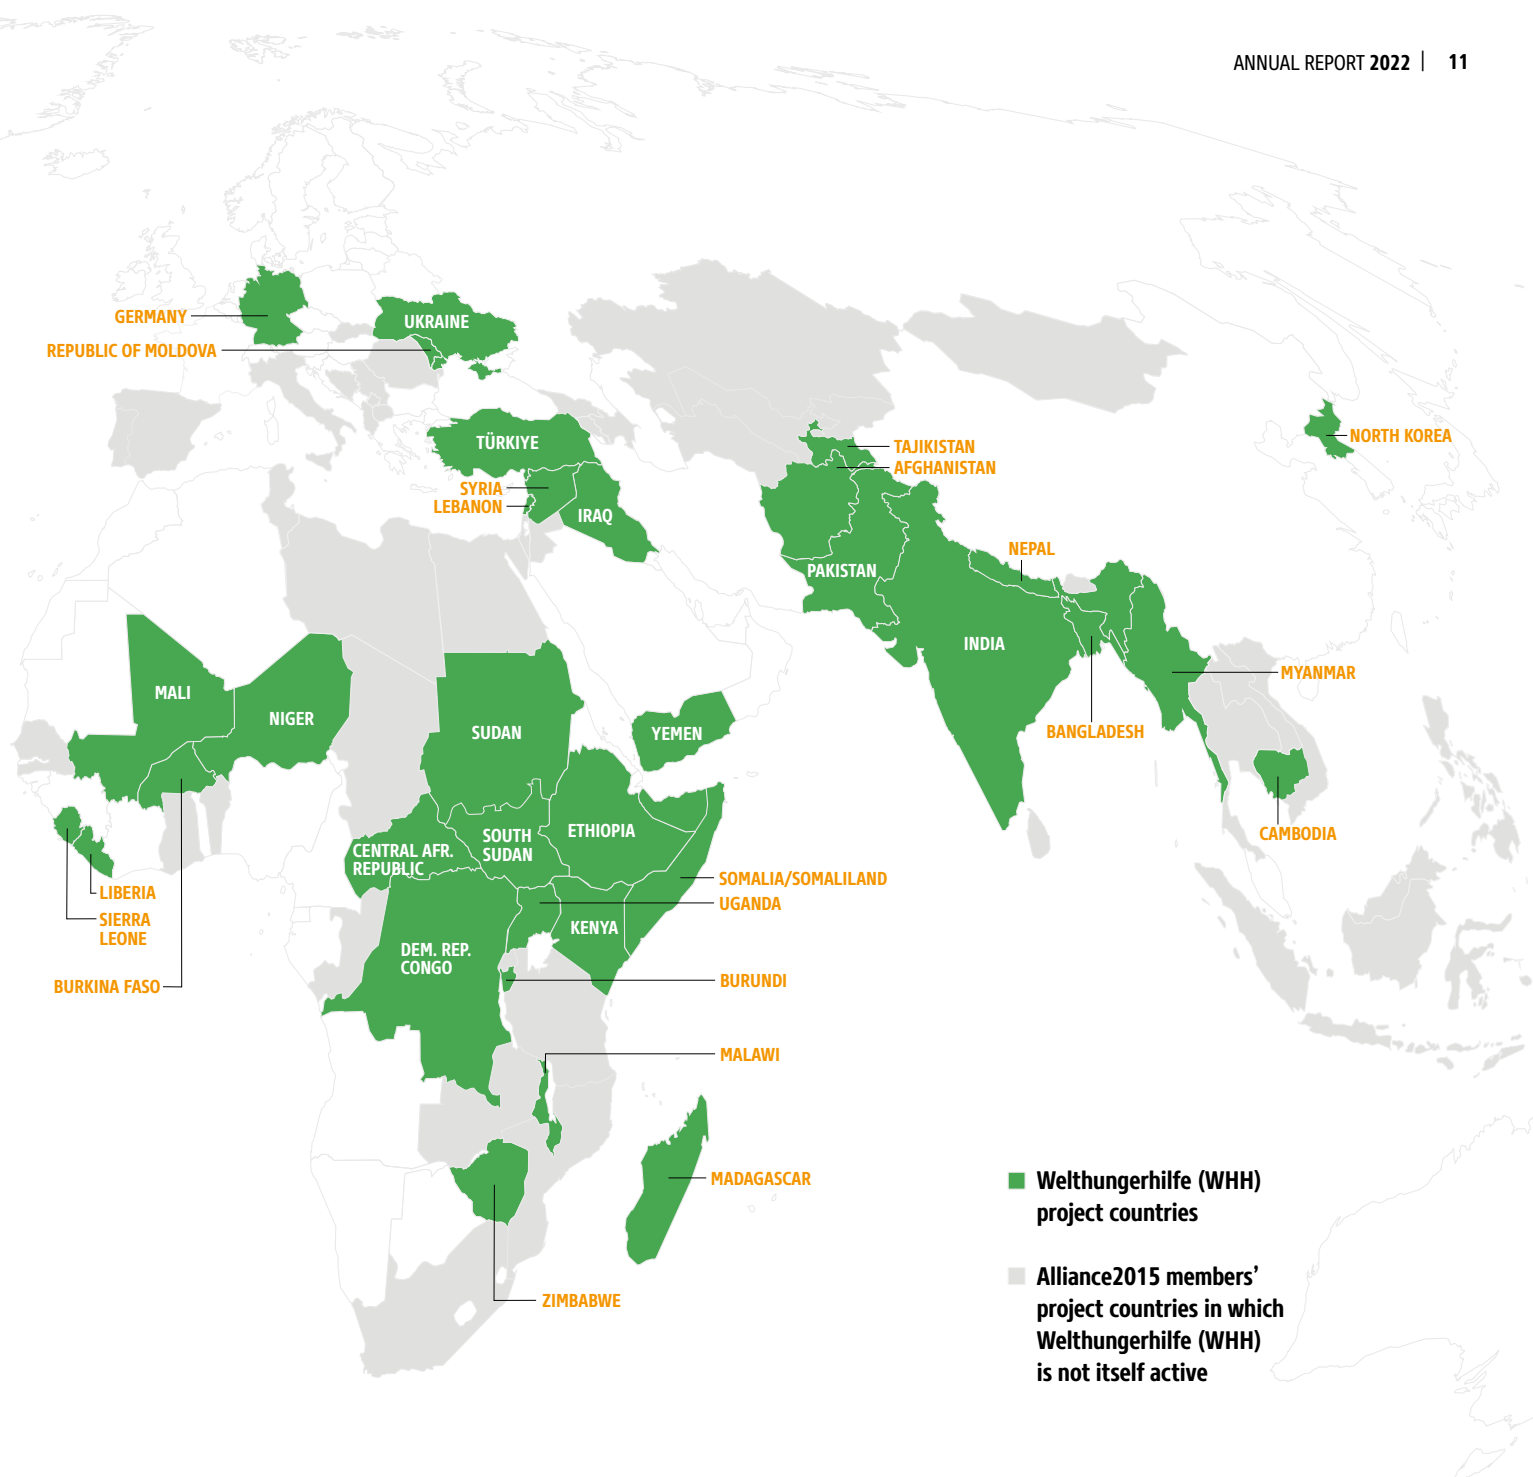 ANNUAL REPORT 2022 | 11
GERMANY
UKRAINE
REPUBLIC OF MOLDOVA
TÜRKİYE
NORTH KOREA
TAJIKISTAN
AFGHANISTAN
SYRIA
LEBANON
IRAQ
NEPAL
PAKISTAN
INDIA
MYANMAR
MALI
NIGER
SUDAN
YEMEN
BANGLADESH
CAMBODIA
ETHIOPIA
SOUTH
SUDAN
CENTRAL AFR.
REPUBLIC
SOMALIA/SOMALILAND
LIBERIA
UGANDA
SIERRA
LEONE
KENYA
DEM. REP.
CONGO
BURKINA FASO
BURUNDI
MALAWI
MADAGASCAR
ZIMBABWE
Welthungerhilfe (WHH)
project countries
Alliance2015 members’
project countries in which
Welthungerhilfe (WHH)
is not itself active